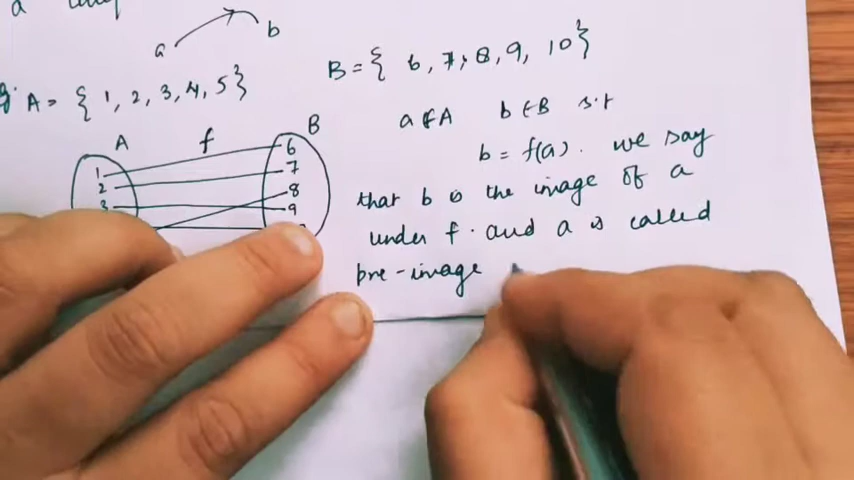 a
a b
A = { 1, 2, 3, 4, 5 } B = { 6, 7, 8, 9, 10 }
A f B
1 6
2 7
3 8
9
a ∈ A b ∈ B s.t
b = f(a). we say
that b is the image of a
under f. and a is called
pre-image